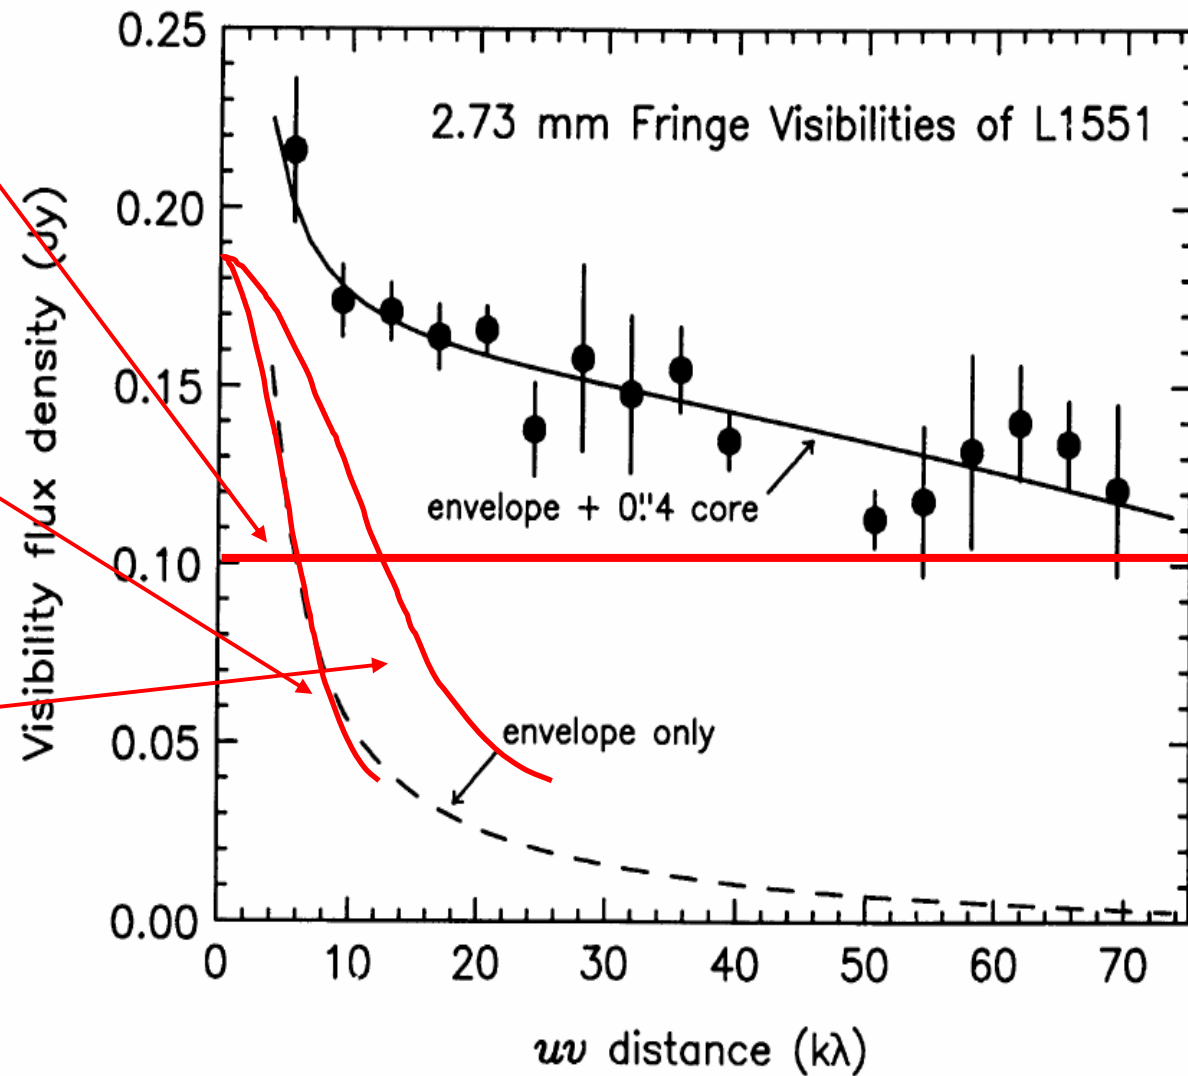 0.25
2.73 mm Fringe Visibilities of L1551
0.20
0.15
envelope + 0."4 core
0.10
envelope only
0.05
0.00
0 10 20 30 40 50 60 70
uv distance (kλ)
Visibility flux density (Jy)